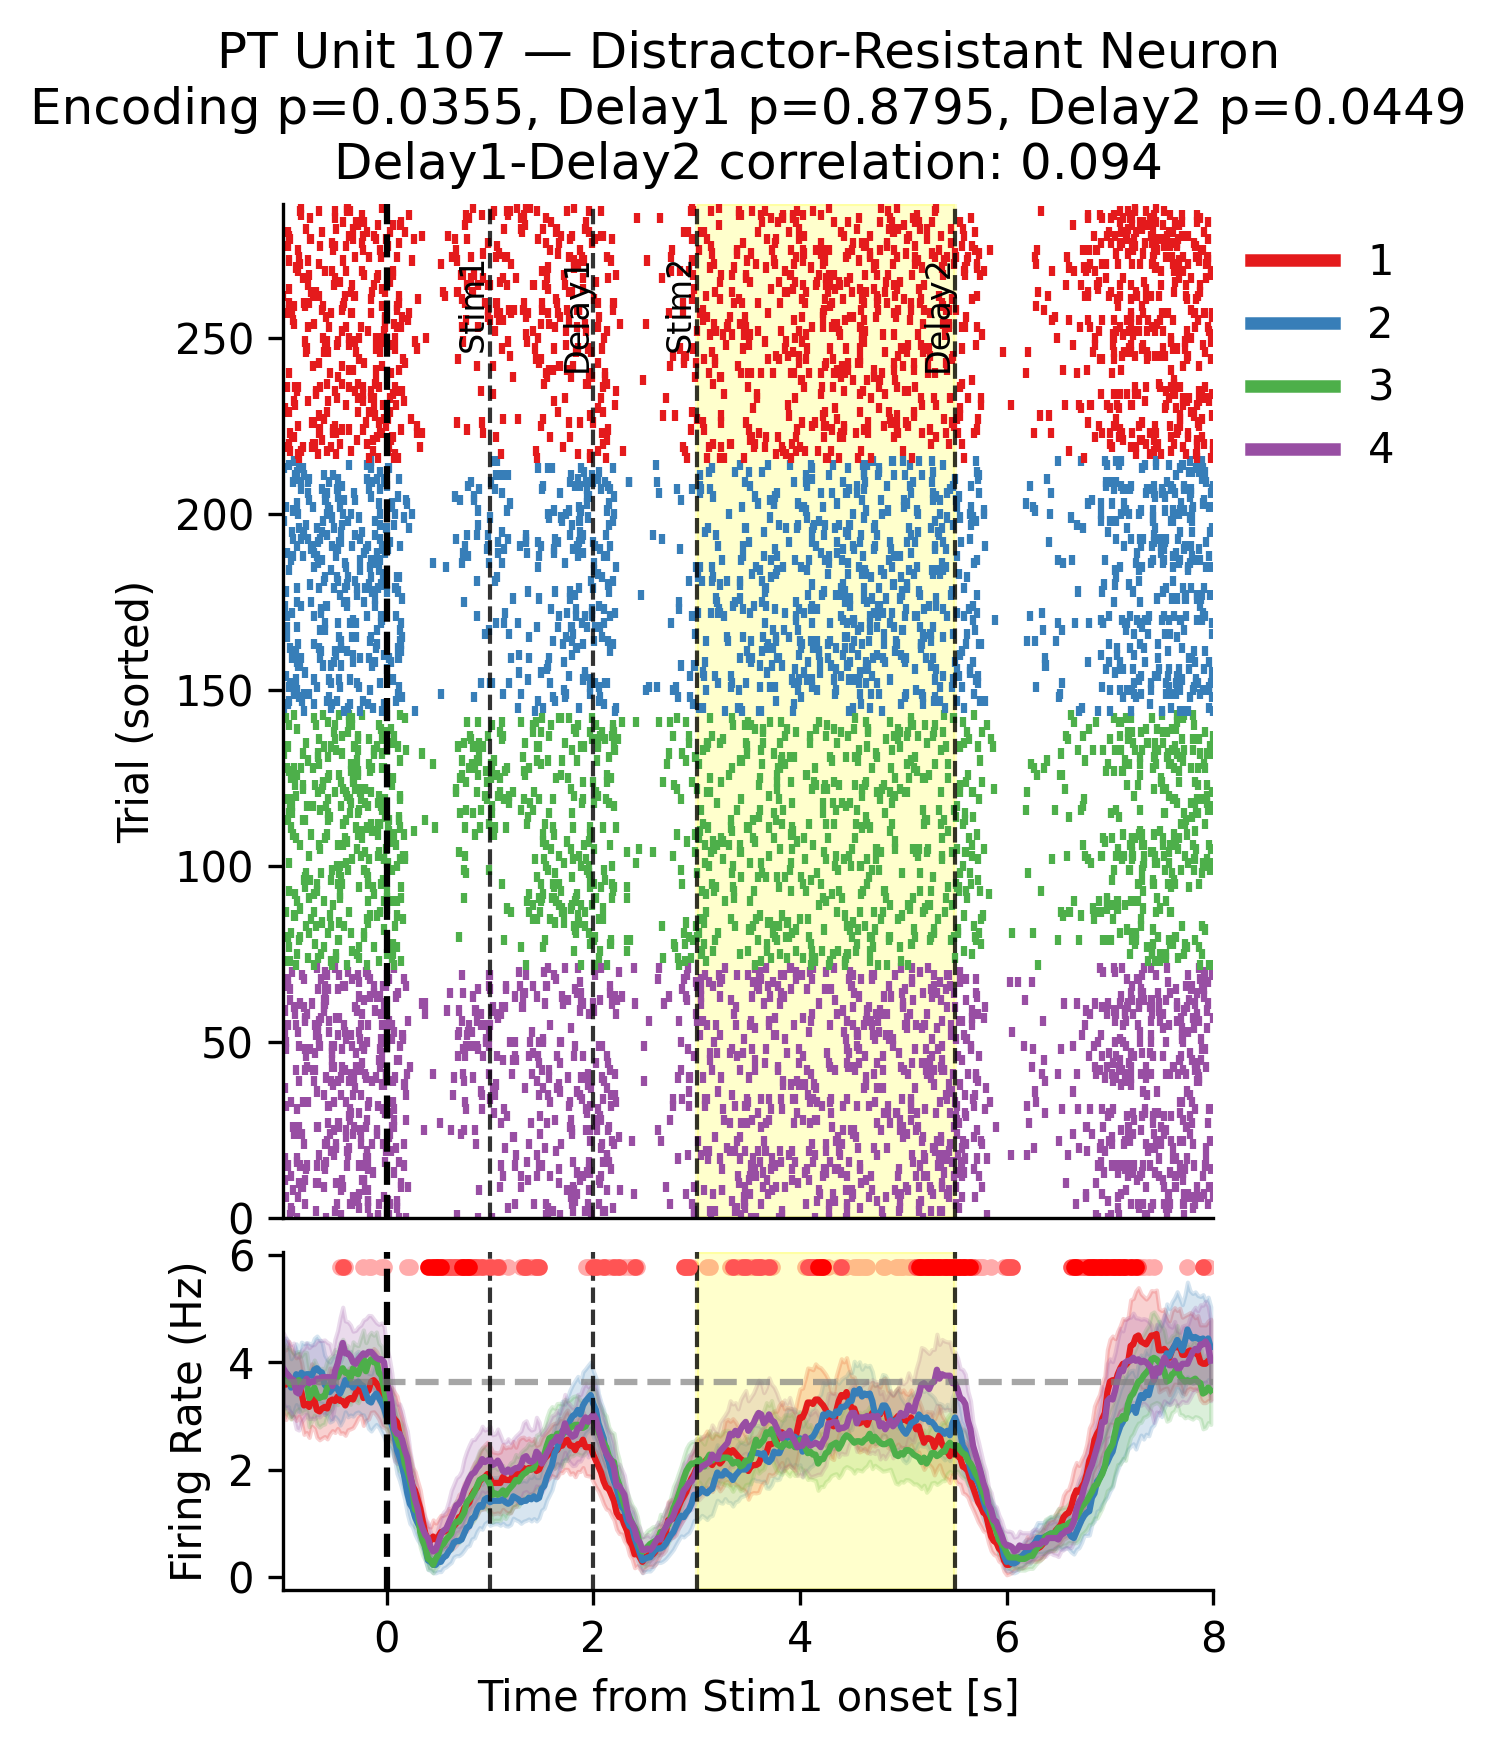 PT Unit 107 — Distractor-Resistant Neuron
Encoding p=0.0355, Delay1 p=0.8795, Delay2 p=0.0449
Delay1-Delay2 correlation: 0.094
Stim1
Delay1
Stim2
Delay2
1
2
3
4
Trial (sorted)
250
200
150
100
50
0
Firing Rate (Hz)
6
4
2
0
0
2
4
6
8
Time from Stim1 onset [s]